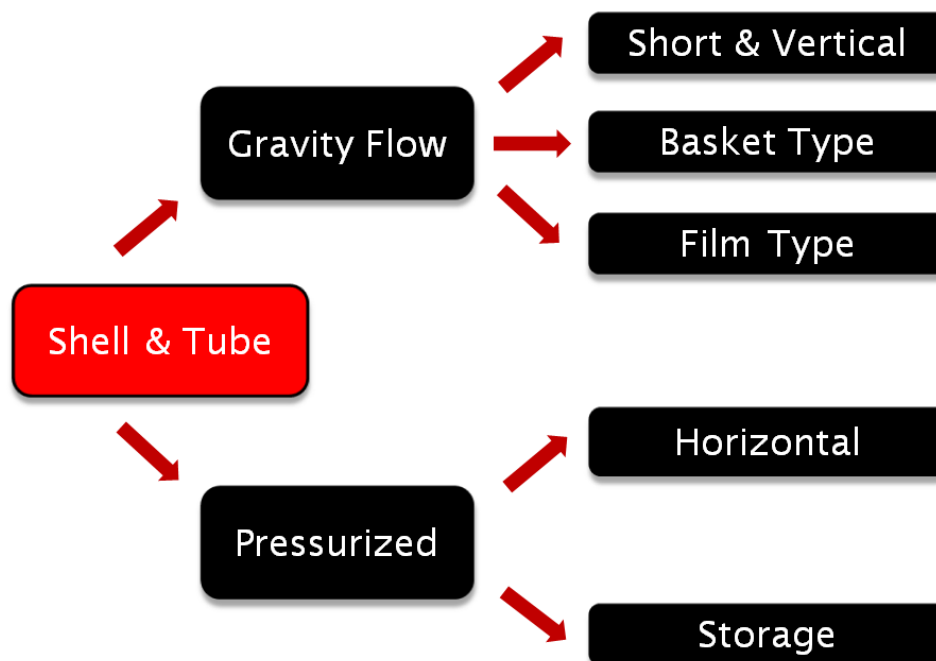 Short & Vertical
Gravity Flow
Basket Type
Film Type
Shell & Tube
Horizontal
Pressurized
Storage